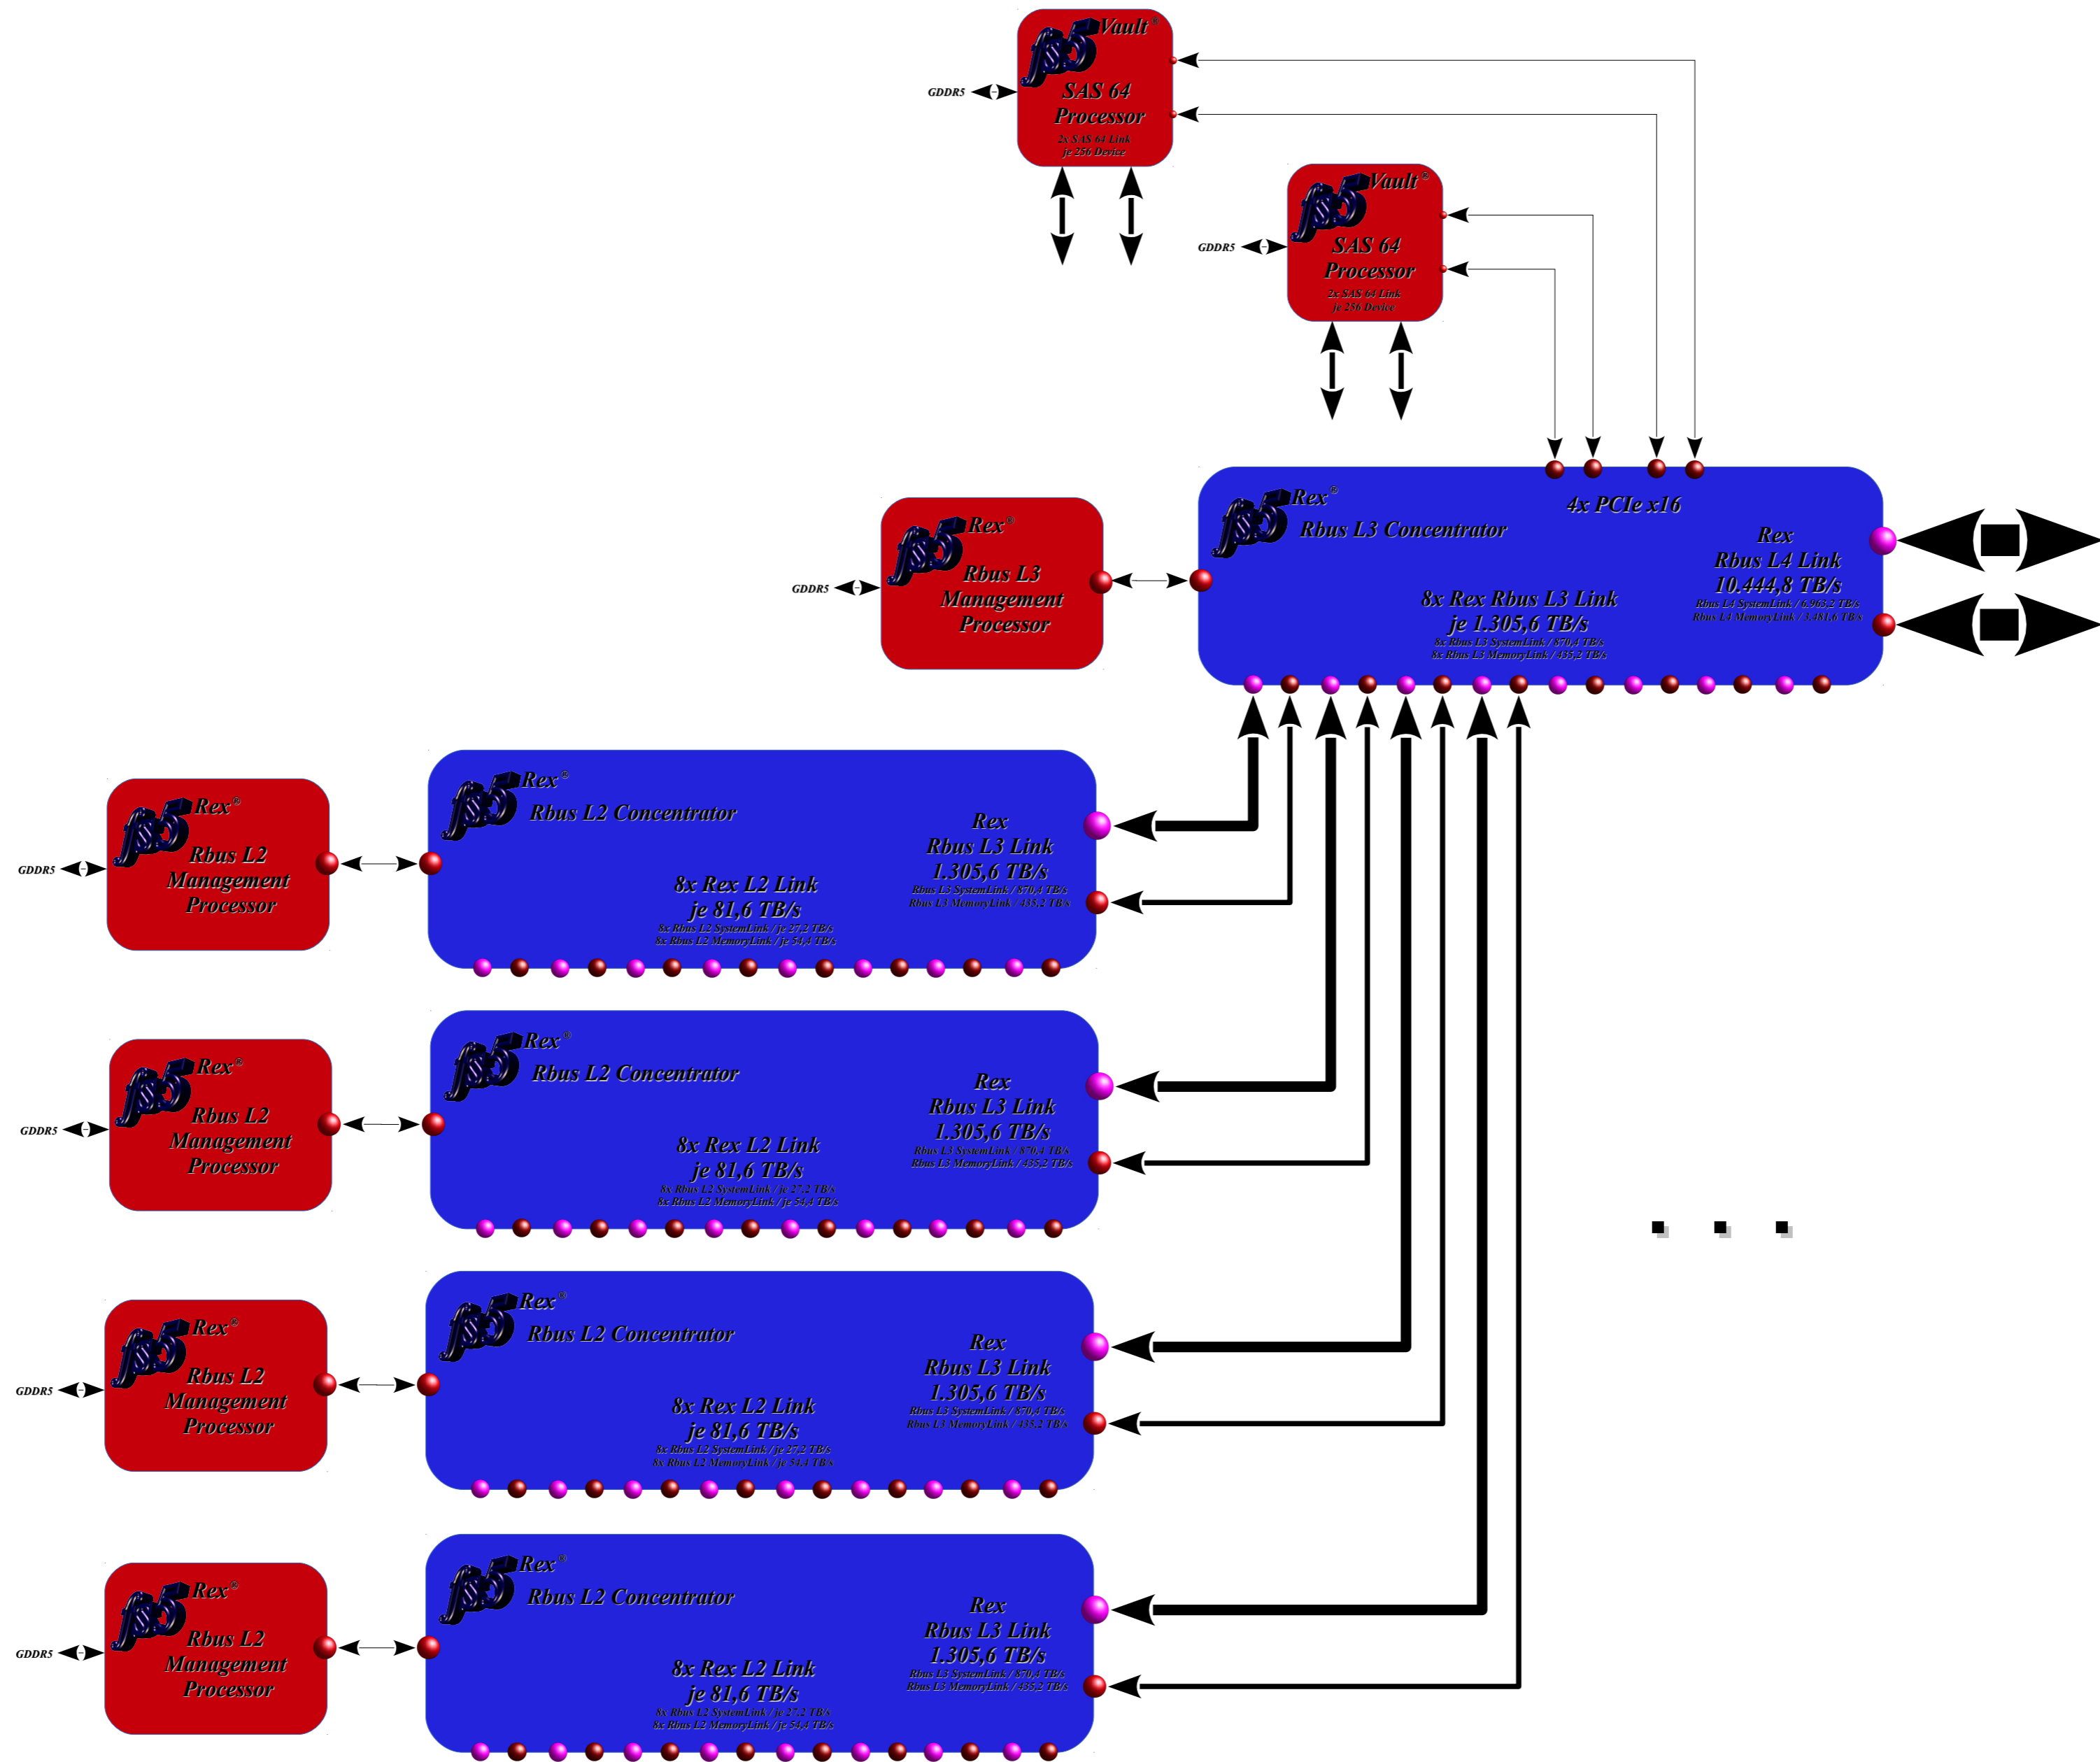 Vault ®
GDDR5
SAS 64
Processor
2x SAS 64 Link
je 256 Device
Vault ®
GDDR5
SAS 64
Processor
2x SAS 64 Link
je 256 Device
Rex ®
Rbus L3 Concentrator
4x PCIe x16
Rex
Rbus L4 Link
10.444,8 TB/s
Rbus L4 SystemLink / 6.963,2 TB/s
Rbus L4 MemoryLink / 3.481,6 TB/s
8x Rex Rbus L3 Link
je 1.305,6 TB/s
8x Rbus L3 SystemLink / 870,4 TB/s
8x Rbus L3 MemoryLink / 435,2 TB/s
Rex ®
GDDR5
Rbus L3
Management
Processor
Rex ®
GDDR5
Rbus L2
Management
Processor
Rex ®
Rbus L2 Concentrator
Rex
Rbus L3 Link
1.305,6 TB/s
Rbus L3 SystemLink / 870,4 TB/s
Rbus L3 MemoryLink / 435,2 TB/s
8x Rex L2 Link
je 81,6 TB/s
8x Rbus L2 SystemLink / je 27,2 TB/s
8x Rbus L2 MemoryLink / je 54,4 TB/s
Rex ®
GDDR5
Rbus L2
Management
Processor
Rex ®
Rbus L2 Concentrator
Rex
Rbus L3 Link
1.305,6 TB/s
Rbus L3 SystemLink / 870,4 TB/s
Rbus L3 MemoryLink / 435,2 TB/s
8x Rex L2 Link
je 81,6 TB/s
8x Rbus L2 SystemLink / je 27,2 TB/s
8x Rbus L2 MemoryLink / je 54,4 TB/s
Rex ®
GDDR5
Rbus L2
Management
Processor
Rex ®
Rbus L2 Concentrator
Rex
Rbus L3 Link
1.305,6 TB/s
Rbus L3 SystemLink / 870,4 TB/s
Rbus L3 MemoryLink / 435,2 TB/s
8x Rex L2 Link
je 81,6 TB/s
8x Rbus L2 SystemLink / je 27,2 TB/s
8x Rbus L2 MemoryLink / je 54,4 TB/s
Rex ®
GDDR5
Rbus L2
Management
Processor
Rex ®
Rbus L2 Concentrator
Rex
Rbus L3 Link
1.305,6 TB/s
Rbus L3 SystemLink / 870,4 TB/s
Rbus L3 MemoryLink / 435,2 TB/s
8x Rex L2 Link
je 81,6 TB/s
8x Rbus L2 SystemLink / je 27,2 TB/s
8x Rbus L2 MemoryLink / je 54,4 TB/s